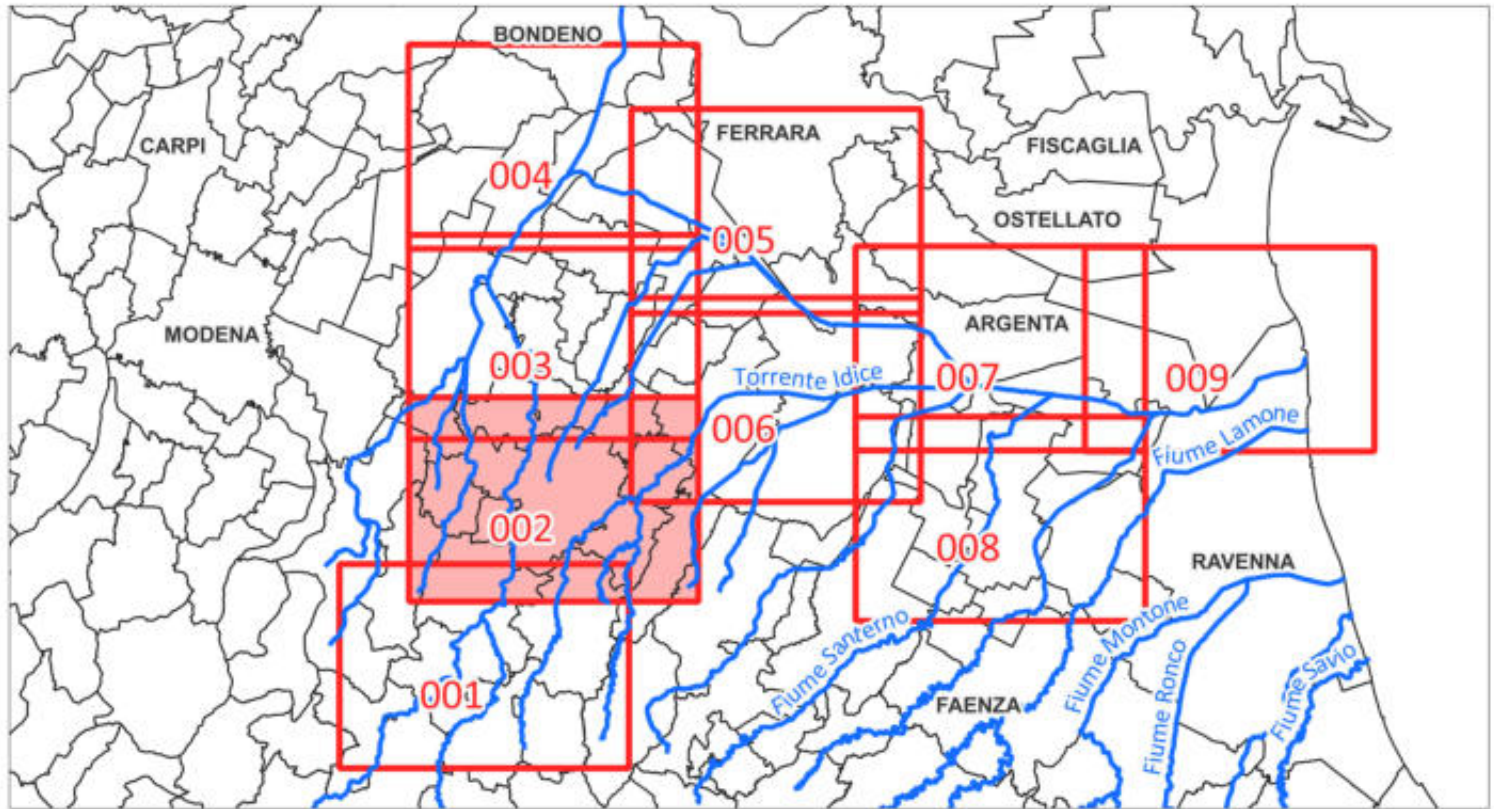 BONDENO
FERRARA
CARPI
FISCAGLIA
004
OSTELLATO
005
MODENA
ARGENTA
003
Torrente Idice
007
009
006
Fiume Lamone
002
008
RAVENNA
Fiume Santerno
Fiume Montone
001
FAENZA
Fiume Ronco
Fiume Savio